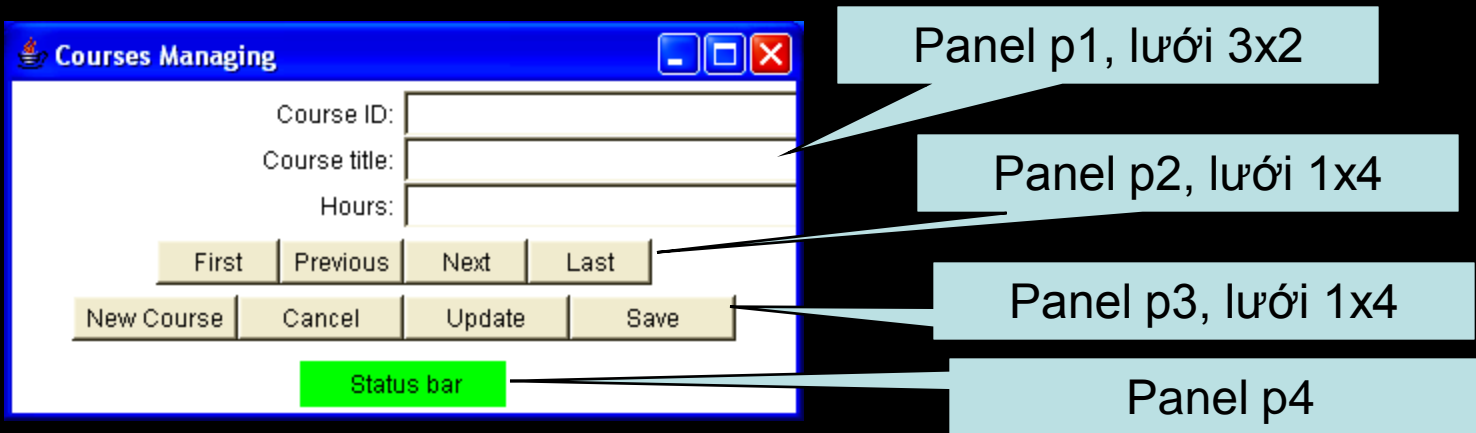 Courses Managing
Course ID:
Course title:
Hours:
First Previous Next Last
New Course Cancel Update Save
Status bar
Panel p1, lưới 3x2
Panel p2, lưới 1x4
Panel p3, lưới 1x4
Panel p4